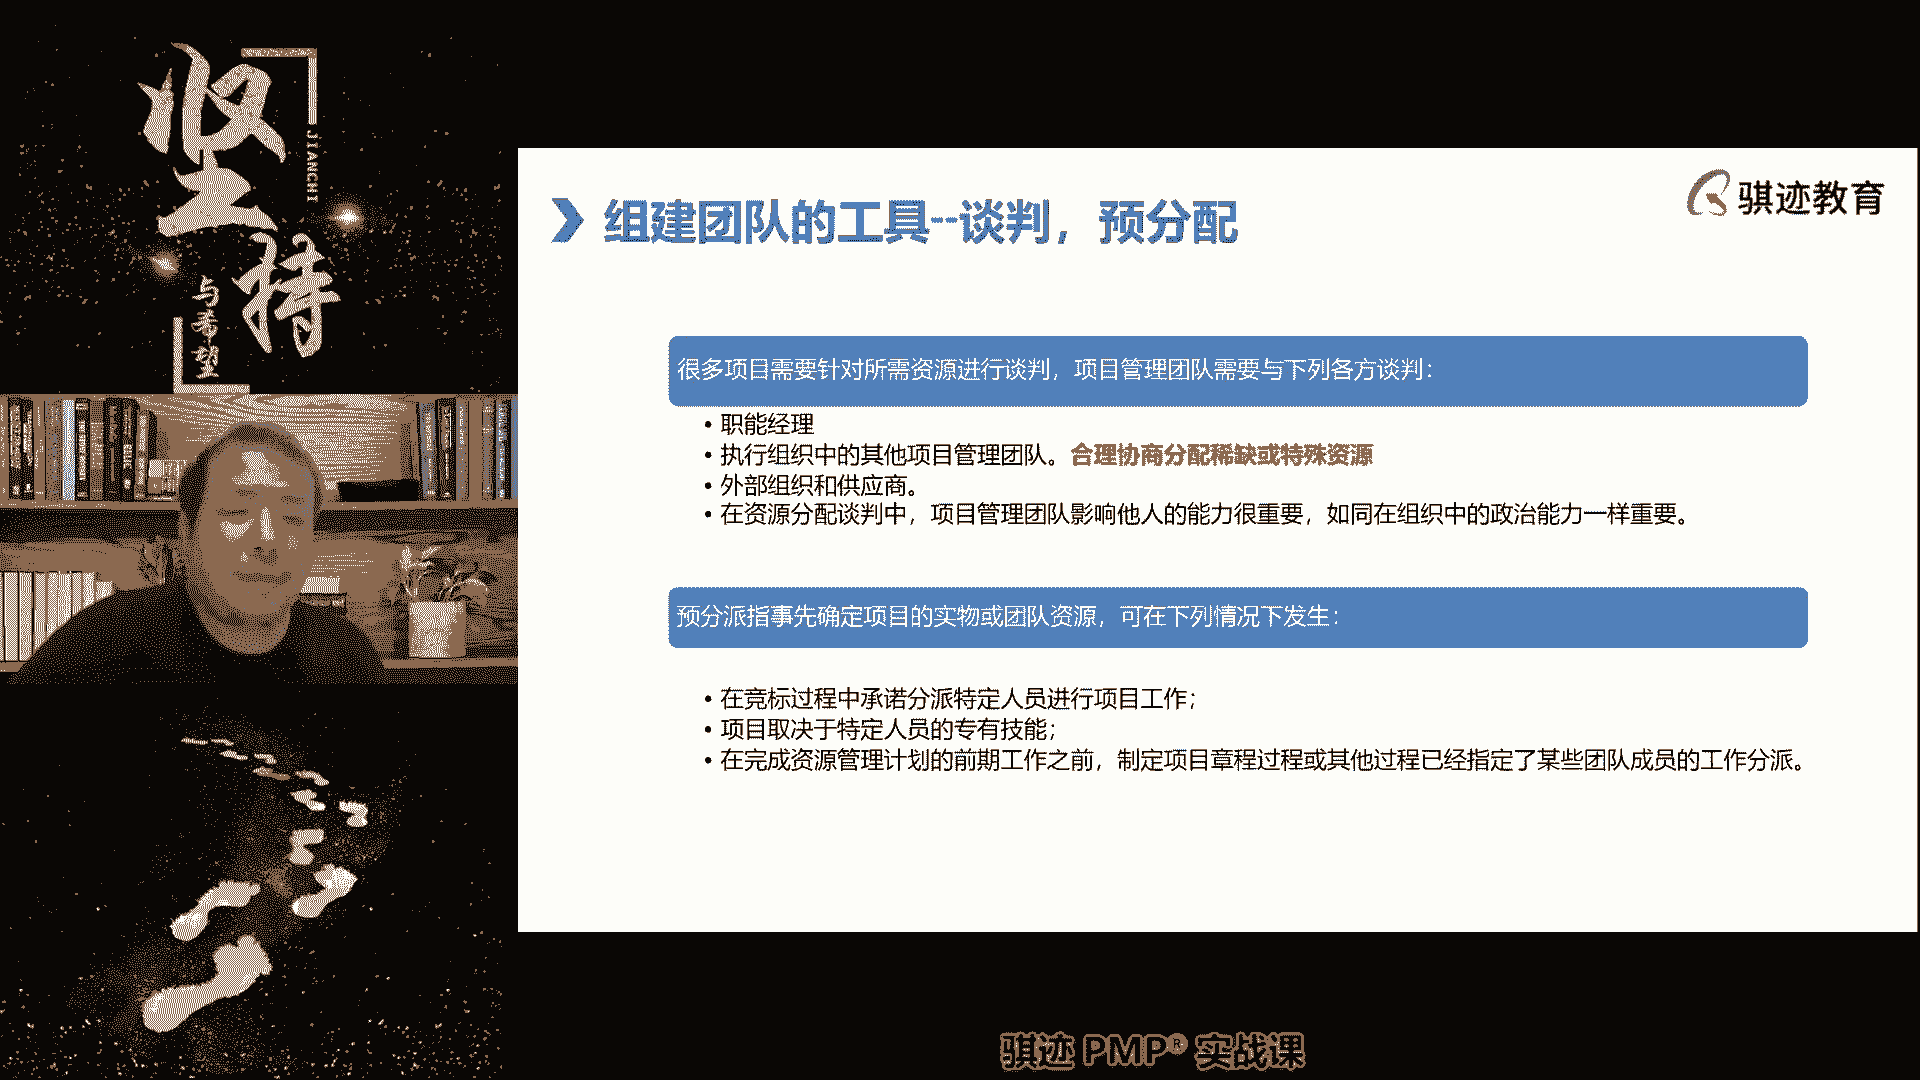 坚持
JIANCHI
与希望
骐迹教育
组建团队的工具--谈判，预分配
很多项目需要针对所需资源进行谈判，项目管理团队需要与下列各方谈判：
• 职能经理
• 执行组织中的其他项目管理团队。合理协商分配稀缺或特殊资源
• 外部组织和供应商。
• 在资源分配谈判中，项目管理团队影响他人的能力很重要，如同在组织中的政治能力一样重要。
预分派指事先确定项目的实物或团队资源，可在下列情况下发生：
• 在竞标过程中承诺分派特定人员进行项目工作；
• 项目取决于特定人员的专有技能；
• 在完成资源管理计划的前期工作之前，制定项目章程过程或其他过程已经指定了某些团队成员的工作分派。
骐迹 PMP® 实战课